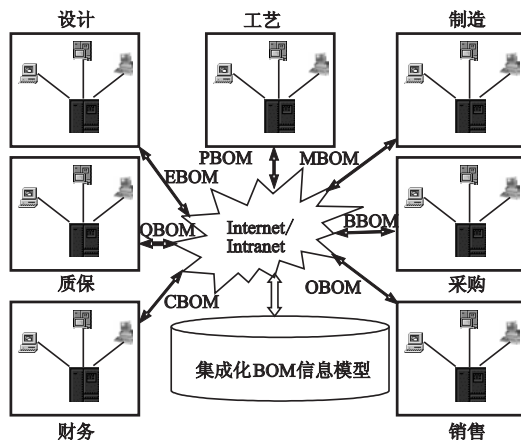 设计
工艺
制造
PBOM
MBOM
EBOM
QBOM
Internet/
Intranet
BBOM
质保
采购
CBOM
OBOM
集成化BOM信息模型
财务
销售